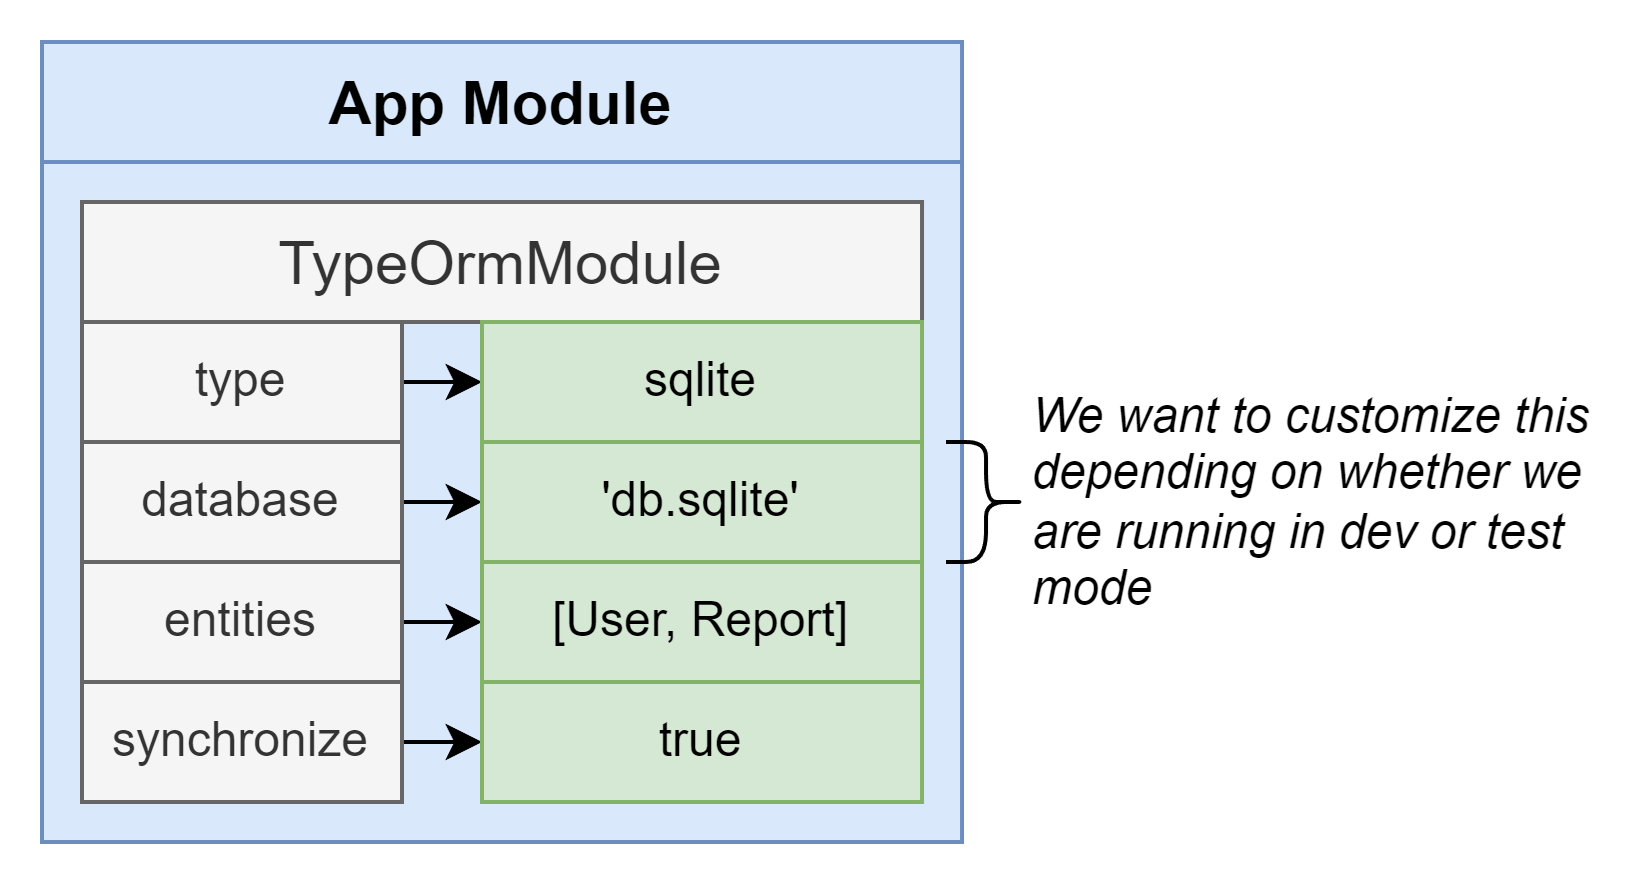 App Module
TypeOrmModule
type
sqlite
database
'db.sqlite'
entities
[User, Report]
synchronize
true
We want to customize this
depending on whether we
are running in dev or test
mode